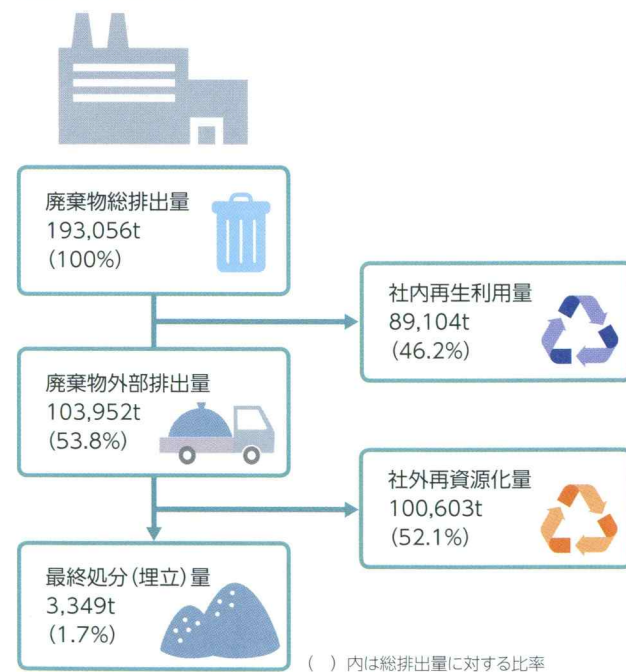 廃棄物総排出量
193,056t
(100%)
社内再生利用量
89,104t
(46.2%)
廃棄物外部排出量
103,952t
(53.8%)
社外再資源化量
100,603t
(52.1%)
最終処分(埋立)量
3,349t
(1.7%)
(　)内は総排出量に対する比率